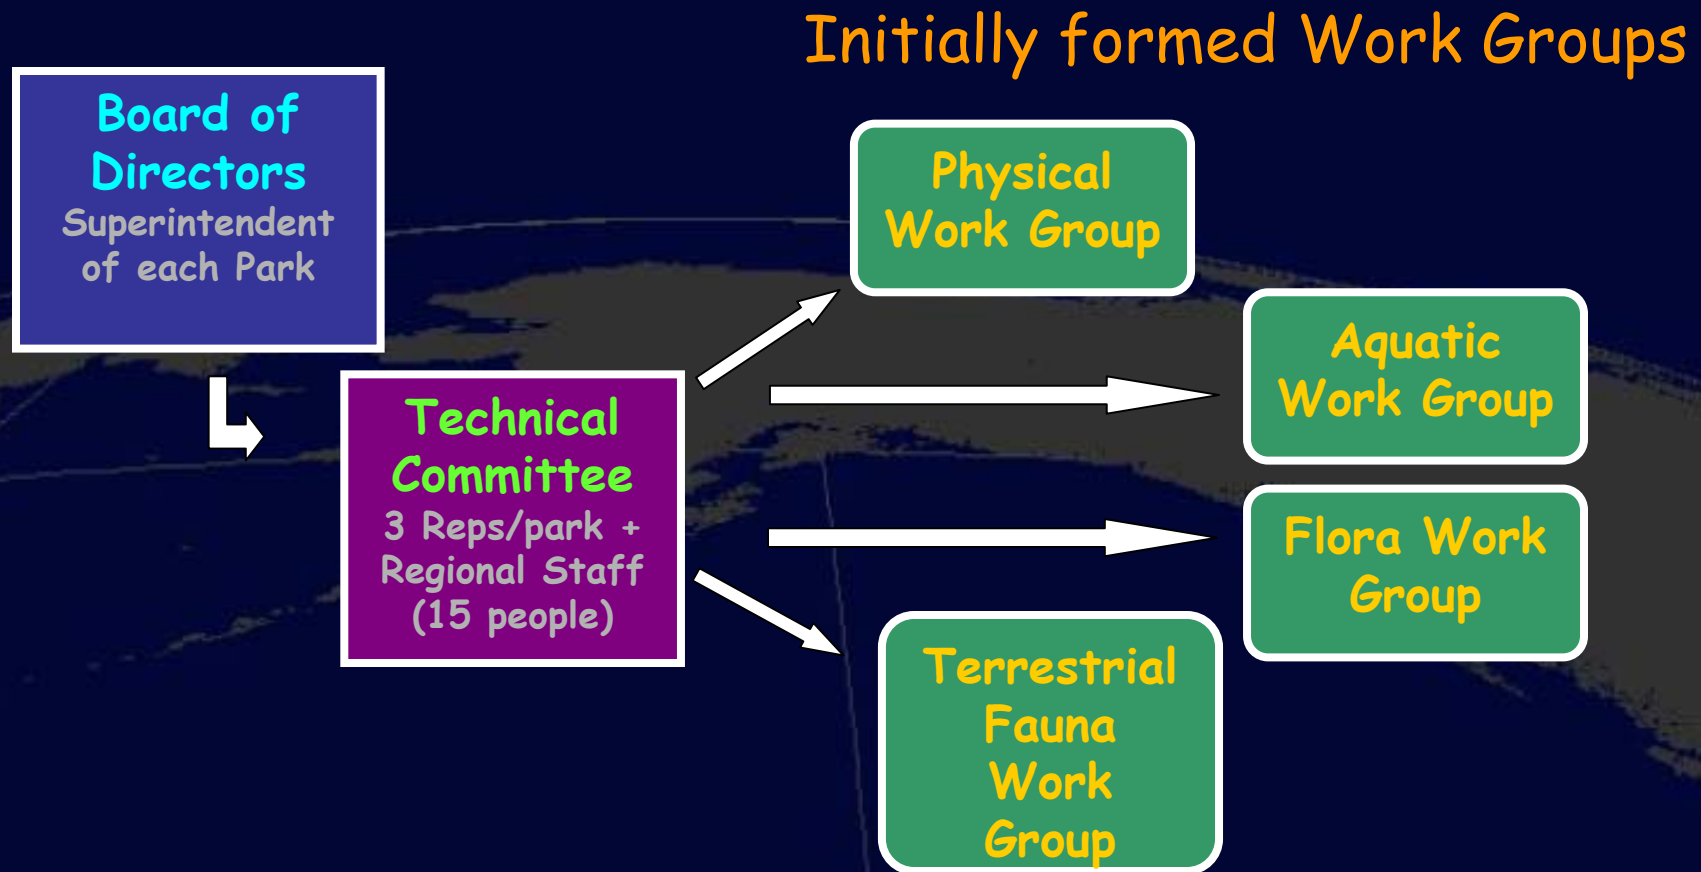 Initially formed Work Groups
Board of
Directors
Superintendent
of each Park
Technical
Committee
3 Reps/park +
Regional Staff
(15 people)
Physical
Work Group
Aquatic
Work Group
Flora Work
Group
Terrestrial
Fauna
Work
Group